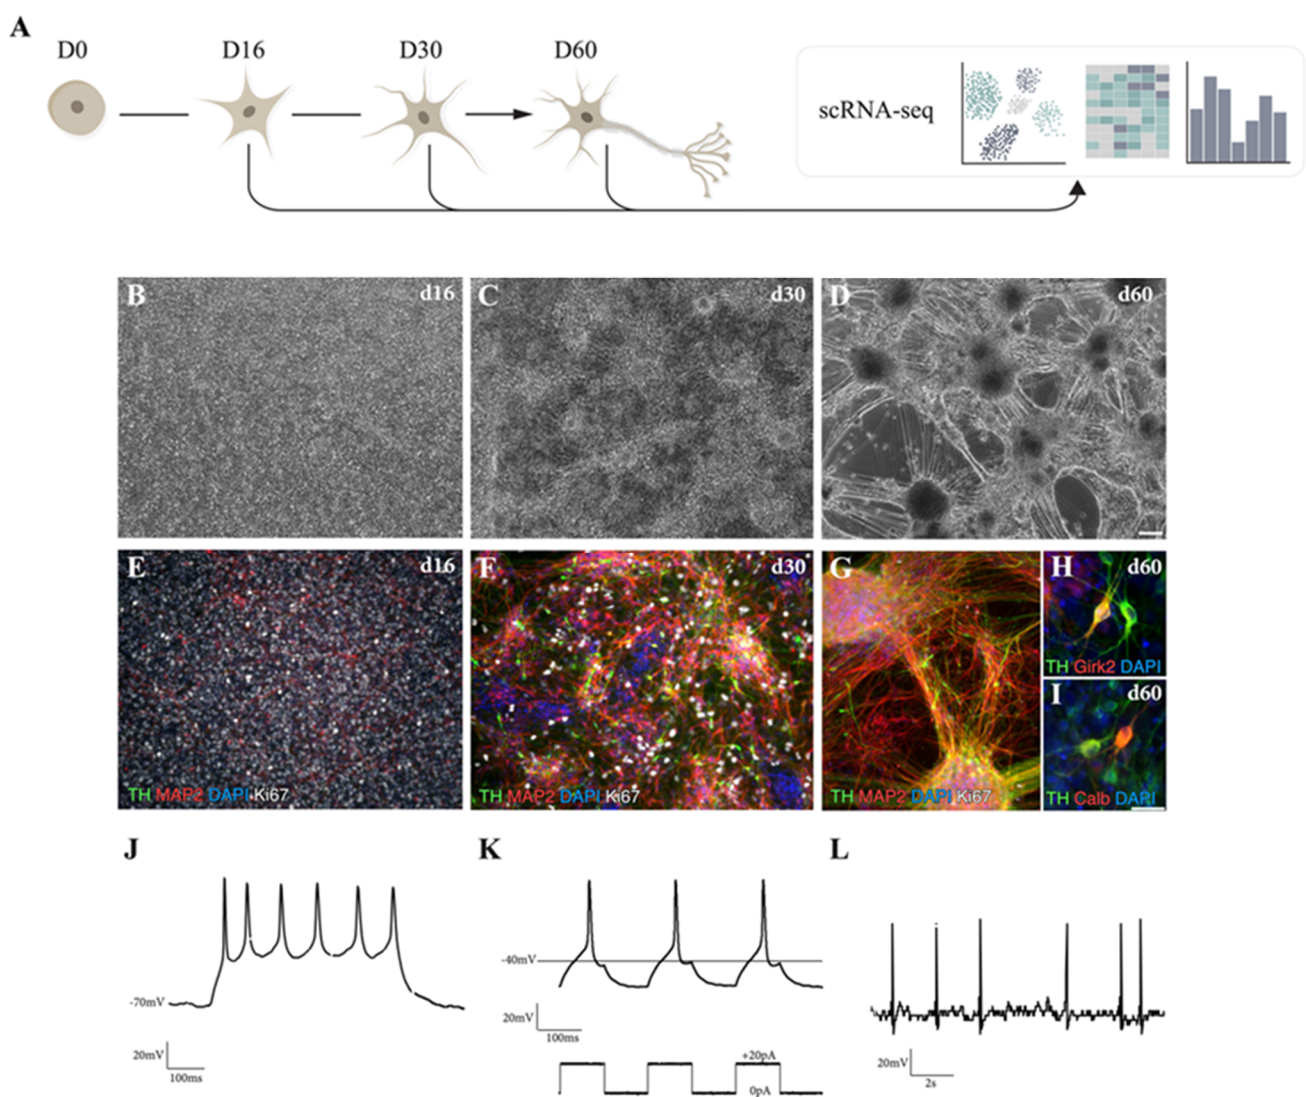 A
D0
D16
D30
D60
scRNA-seq
B
d16
C
d30
D
d60
E
d16
TH MAP2 DAPI Ki67
F
d30
TH MAP2 DAPI Ki67
G
TH MAP2 DAPI Ki67
H
d60
TH Girk2 DAPI
I
d60
TH Calb DAPI
J
-70mV
20mV
100ms
K
-40mV
20mV
100ms
+20pA
0pA
L
20mV
2s